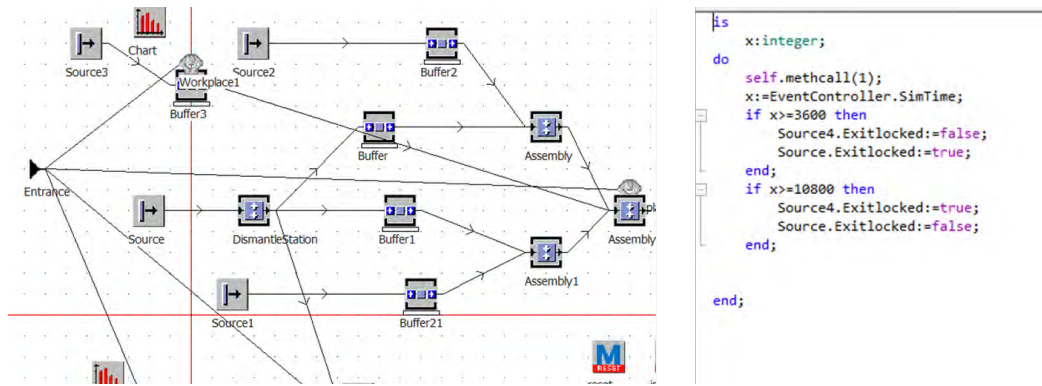 Chart
Source3
Source2
Buffer2
Workplace1
Buffer3
Buffer
Assembly
Entrance
Source
DismantleStation
Buffer1
Assembly
Assembly1
Source1
Buffer21
M
RESET
reset
is
x:integer;
do
self.methcall(1);
x:=EventController.SimTime;
if x>=3600 then
Source4.Exitlocked:=false;
Source.Exitlocked:=true;
end;
if x>=10800 then
Source4.Exitlocked:=true;
Source.Exitlocked:=false;
end;
end;